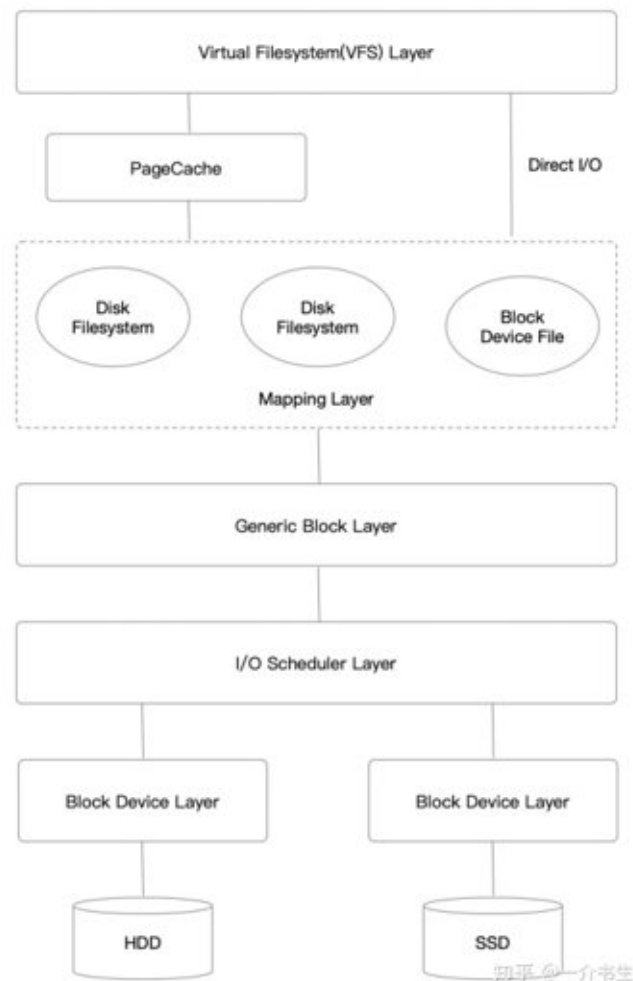 Virtual Filesystem(VFS) Layer
PageCache
Direct I/O
Disk
Filesystem
Disk
Filesystem
Block
Device File
Mapping Layer
Generic Block Layer
I/O Scheduler Layer
Block Device Layer
Block Device Layer
HDD
SSD
知乎 @一介书生